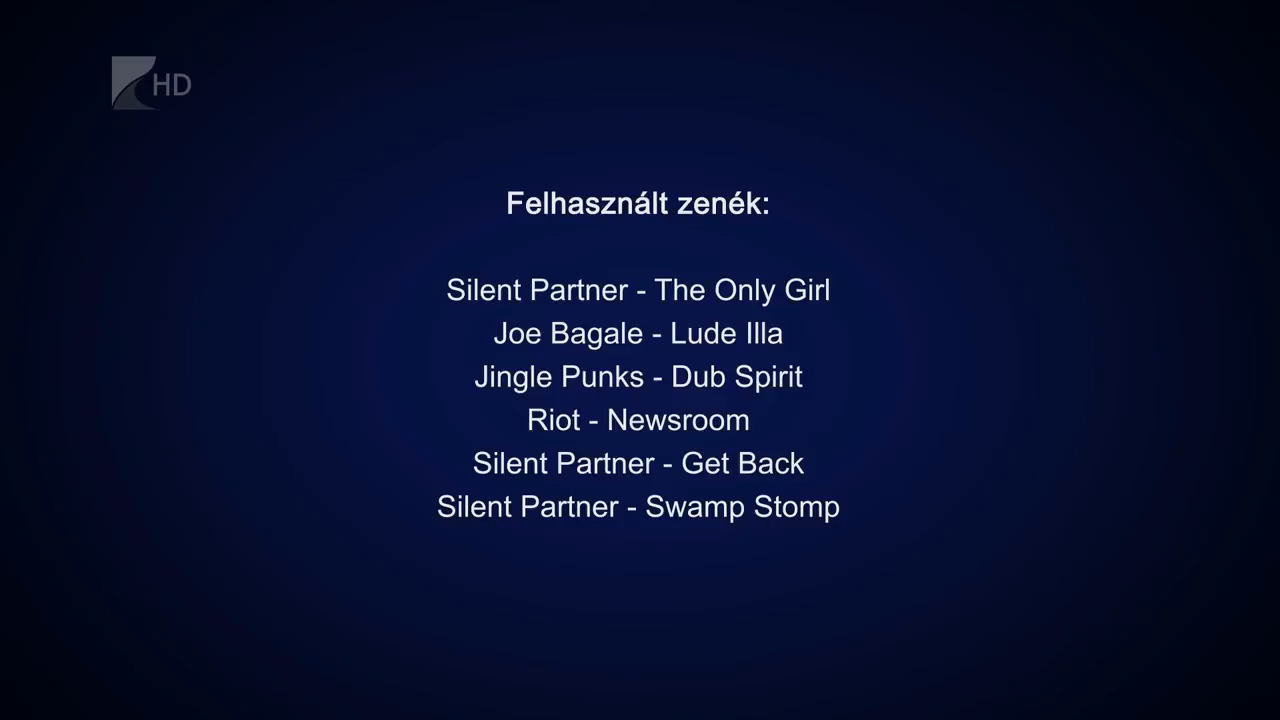 HD
Felhasznált zenék:
Silent Partner - The Only Girl
Joe Bagale - Lude Illa
Jingle Punks - Dub Spirit
Riot - Newsroom
Silent Partner - Get Back
Silent Partner - Swamp Stomp